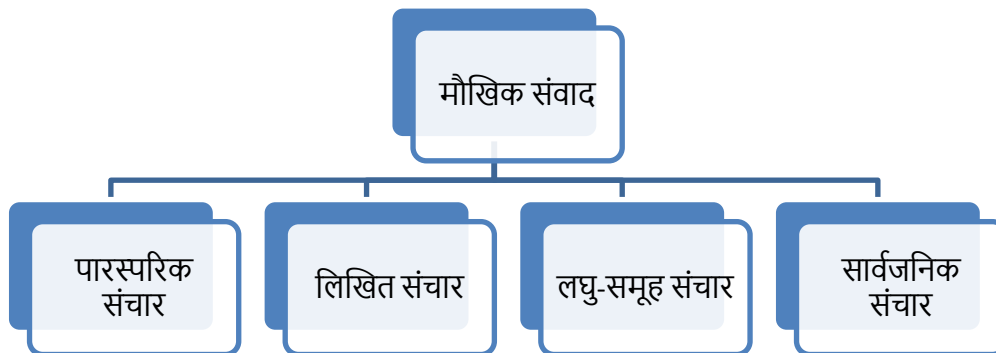 मौखिक संवाद
पारस्परिक
संचार
लिखित संचार
लघु-समूह संचार
सार्वजनिक
संचार